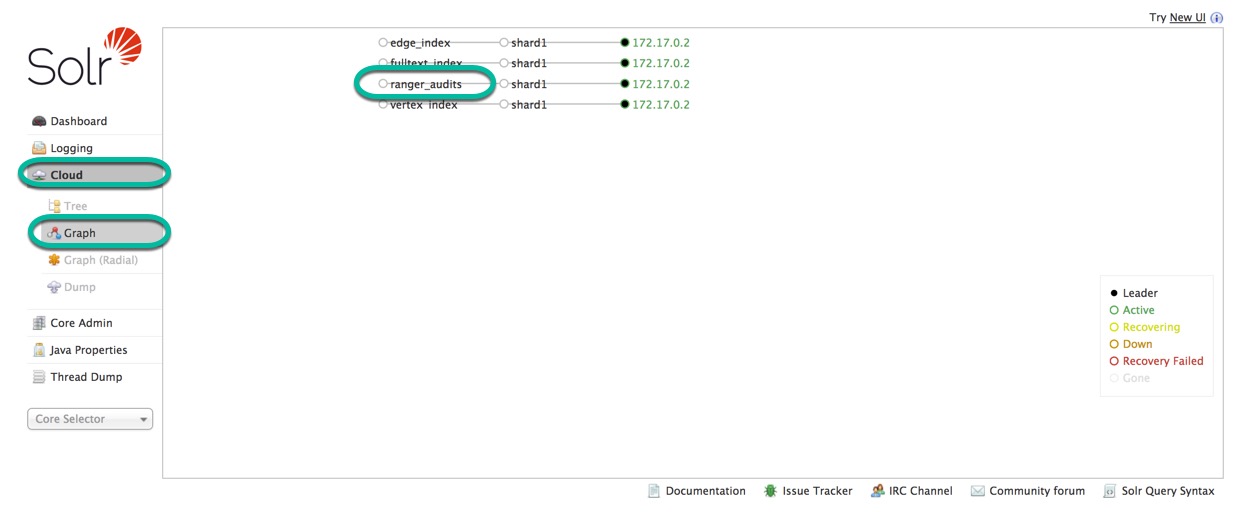 Try New UI
Solr
edge_index shard1 172.17.0.2
fulltext_index shard1 172.17.0.2
ranger_audits shard1 172.17.0.2
vertex_index shard1 172.17.0.2
Dashboard
Logging
Cloud
Tree
Graph
Graph (Radial)
Dump
Core Admin
Java Properties
Thread Dump
Core Selector
Leader
Active
Recovering
Down
Recovery Failed
Gone
Documentation Issue Tracker IRC Channel Community forum Solr Query Syntax